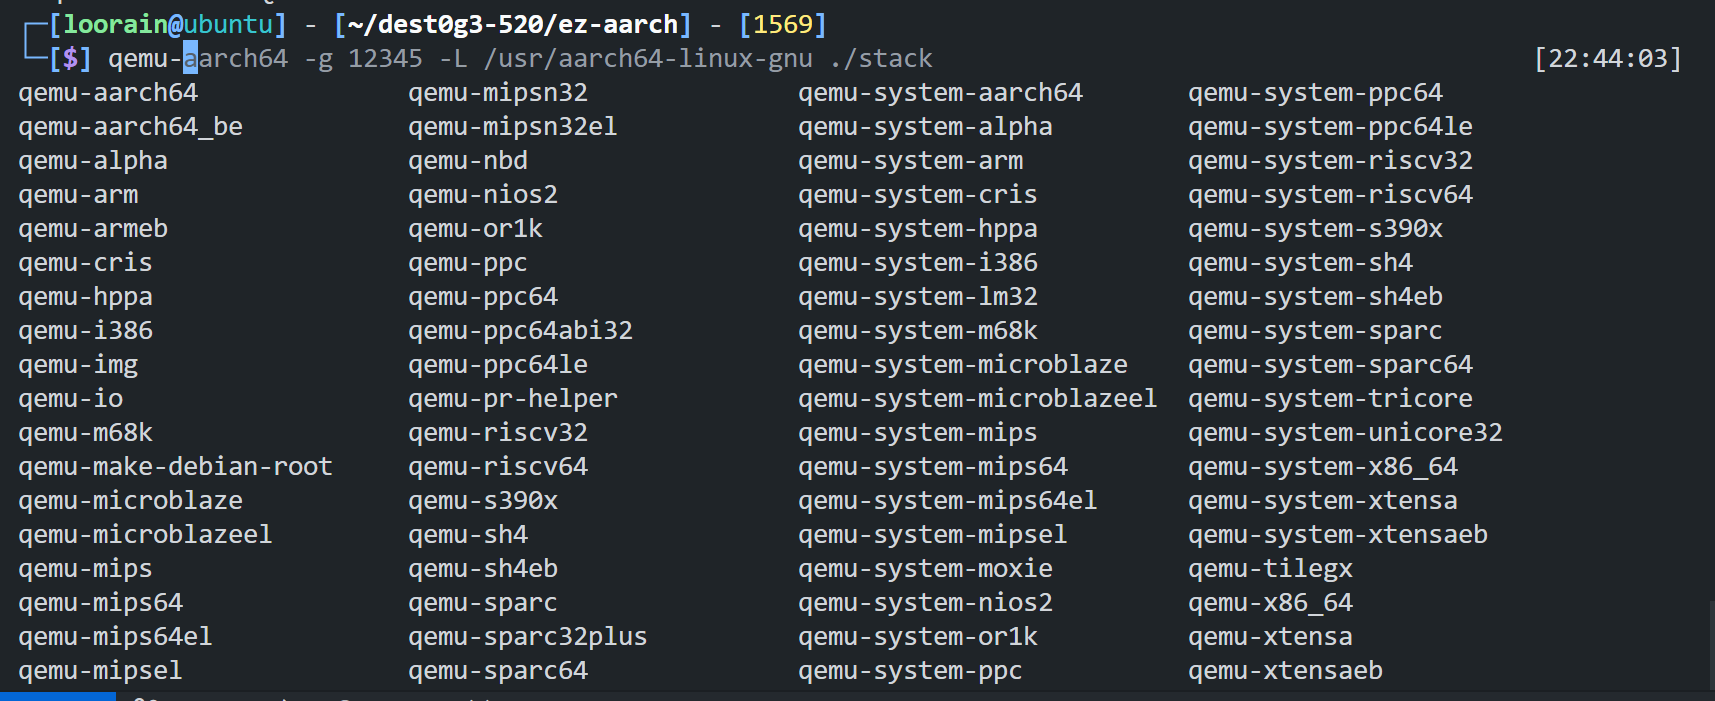 ┌─[loorain@ubuntu] - [~/dest0g3-520/ez-aarch] - [1569]
└─[$] qemu-aarch64 -g 12345 -L /usr/aarch64-linux-gnu ./stack [22:44:03]
qemu-aarch64 qemu-mipsn32 qemu-system-aarch64 qemu-system-ppc64
qemu-aarch64_be qemu-mipsn32el qemu-system-alpha qemu-system-ppc64le
qemu-alpha qemu-nbd qemu-system-arm qemu-system-riscv32
qemu-arm qemu-nios2 qemu-system-cris qemu-system-riscv64
qemu-armeb qemu-or1k qemu-system-hppa qemu-system-s390x
qemu-cris qemu-ppc qemu-system-i386 qemu-system-sh4
qemu-hppa qemu-ppc64 qemu-system-lm32 qemu-system-sh4eb
qemu-i386 qemu-ppc64abi32 qemu-system-m68k qemu-system-sparc
qemu-img qemu-ppc64le qemu-system-microblaze qemu-system-sparc64
qemu-io qemu-pr-helper qemu-system-microblazeel qemu-system-tricore
qemu-m68k qemu-riscv32 qemu-system-mips qemu-system-unicore32
qemu-make-debian-root qemu-riscv64 qemu-system-mips64 qemu-system-x86_64
qemu-microblaze qemu-s390x qemu-system-mips64el qemu-system-xtensa
qemu-microblazeel qemu-sh4 qemu-system-mipsel qemu-system-xtensaeb
qemu-mips qemu-sh4eb qemu-system-moxie qemu-tilegx
qemu-mips64 qemu-sparc qemu-system-nios2 qemu-x86_64
qemu-mips64el qemu-sparc32plus qemu-system-or1k qemu-xtensa
qemu-mipsel qemu-sparc64 qemu-system-ppc qemu-xtensaeb